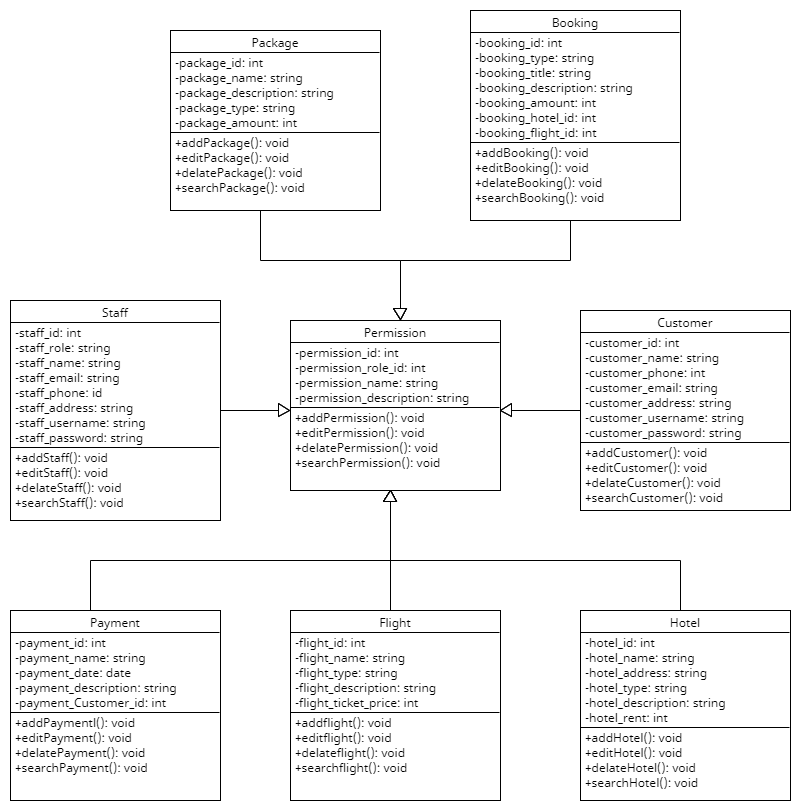 Package
-package_id: int
-package_name: string
-package_description: string
-package_type: string
-package_amount: int
+addPackage(): void
+editPackage(): void
+delatePackage(): void
+searchPackage(): void
Booking
-booking_id: int
-booking_type: string
-booking_title: string
-booking_description: string
-booking_amount: int
-booking_hotel_id: int
-booking_flight_id: int
+addBooking(): void
+editBooking(): void
+delateBooking(): void
+searchBooking(): void
Staff
-staff_id: int
-staff_role: string
-staff_name: string
-staff_email: string
-staff_phone: id
-staff_address: string
-staff_username: string
-staff_password: string
+addStaff(): void
+editStaff(): void
+delateStaff(): void
+searchStaff(): void
Permission
-permission_id: int
-permission_role_id: int
-permission_name: string
-permission_description: string
+addPermission(): void
+editPermission(): void
+delatePermission(): void
+searchPermission(): void
Customer
-customer_id: int
-customer_name: string
-customer_phone: int
-customer_email: string
-customer_address: string
-customer_username: string
-customer_password: string
+addCustomer(): void
+editCustomer(): void
+delateCustomer(): void
+searchCustomer(): void
Payment
-payment_id: int
-payment_name: string
-payment_date: date
-payment_description: string
-payment_Customer_id: int
+addPaymentl(): void
+editPayment(): void
+delatePayment(): void
+searchPayment(): void
Flight
-flight_id: int
-flight_name: string
-flight_type: string
-flight_description: string
-flight_ticket_price: int
+addflight(): void
+editflight(): void
+delateflight(): void
+searchflight(): void
Hotel
-hotel_id: int
-hotel_name: string
-hotel_address: string
-hotel_type: string
-hotel_description: string
-hotel_rent: int
+addHotel(): void
+editHotel(): void
+delateHotel(): void
+searchHotel(): void